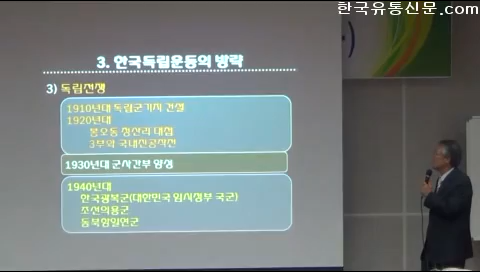 한국유통신문.com
3. 한국독립운동의 방략
3) 독립전쟁
1910년대 독립군기지 건설
1920년대
봉오동 청산리 대첩
3부의 국내진공작전
1930년대 군사간부 양성
1940년대
한국광복군(대한민국 임시정부 국군)
조선의용군
동북항일연군